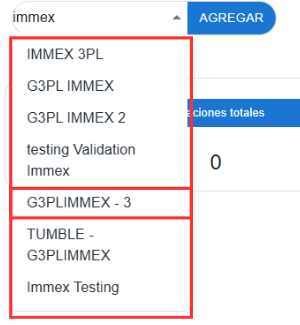 immex
AGREGAR
IMMEX 3PL
G3PL IMMEX
G3PL IMMEX 2
testing Validation
Immex
G3PLIMMEX - 3
TUMBLE -
G3PLIMMEX
Immex Testing
aciones totales
0